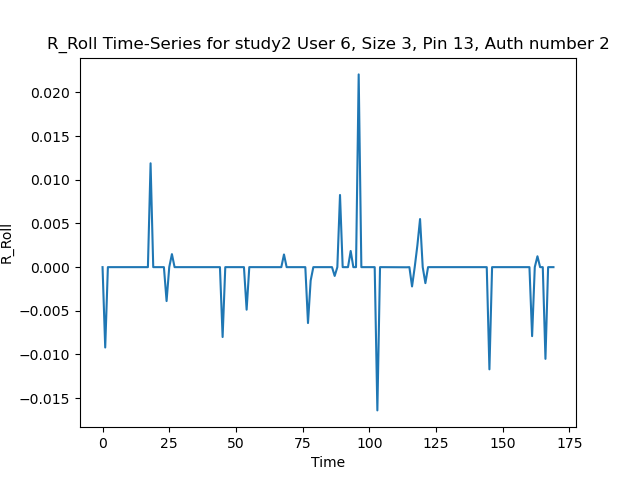 R_Roll Time-Series for study2 User 6, Size 3, Pin 13, Auth number 2
R_Roll
0.020
0.015
0.010
0.005
0.000
−0.005
−0.010
−0.015
0 25 50 75 100 125 150 175
Time